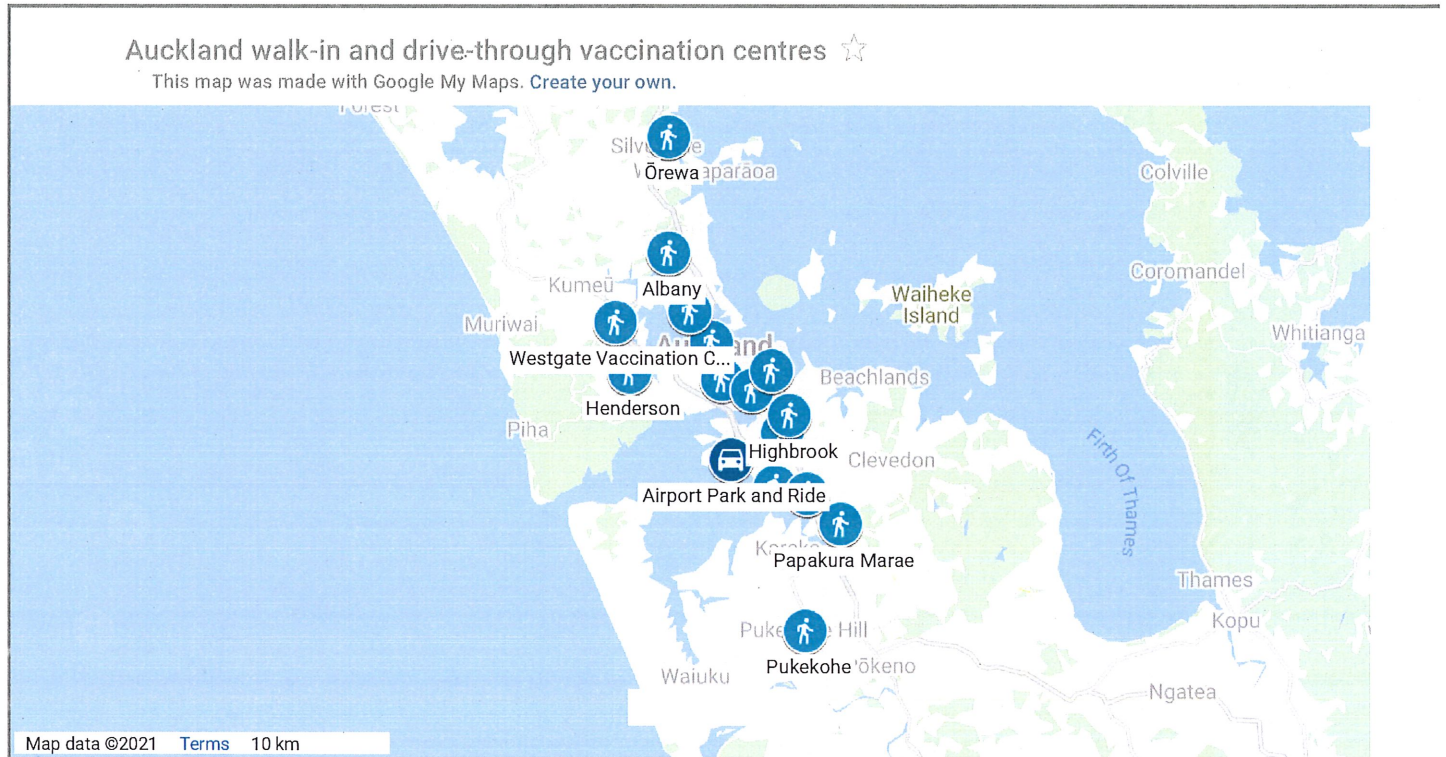 Auckland walk-in and drive-through vaccination centres
This map was made with Google My Maps. Create your own.
Forest
Ōrewa
Colville
Albany
Kumeū
Waiheke
Island
Coromandel
Muriwai
Whitianga
Westgate Vaccination C...
Beachlands
Henderson
Piha
Highbrook
Clevedon
Firth Of Thames
Airport Park and Ride
Papakura Marae
Thames
Kopu
Hill
Pukekohe
Waiuku
Ngatea
Map data ©2021 Terms 10 km